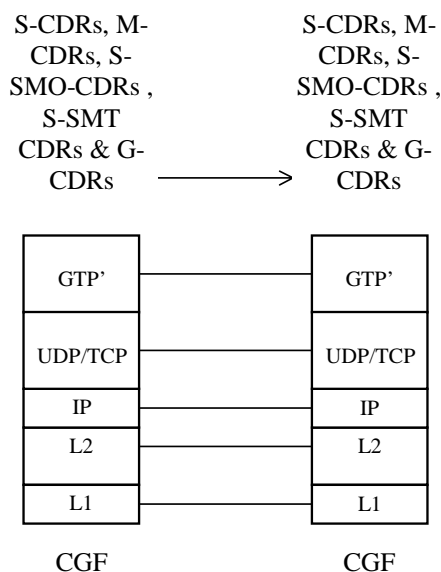 S-CDRs, M-
CDRs, S-
SMO-CDRs ,
S-SMT
CDRs & G-
CDRs
S-CDRs, M-
CDRs, S-
SMO-CDRs ,
S-SMT
CDRs & G-
CDRs
GTP’
GTP’
UDP/TCP
UDP/TCP
IP
IP
L2
L2
L1
L1
CGF
CGF